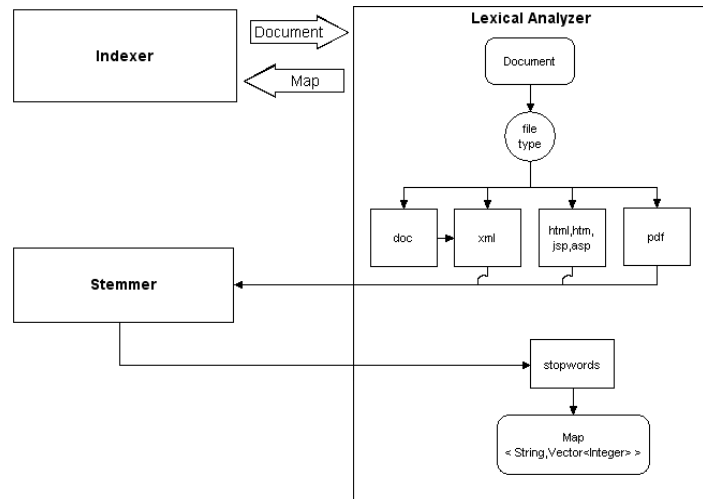 Lexical Analyzer
Indexer
Document
Map
Document
file
type
doc
xml
html,htm,
jsp,asp
pdf
Stemmer
stopwords
Map
< String,Vector<Integer> >